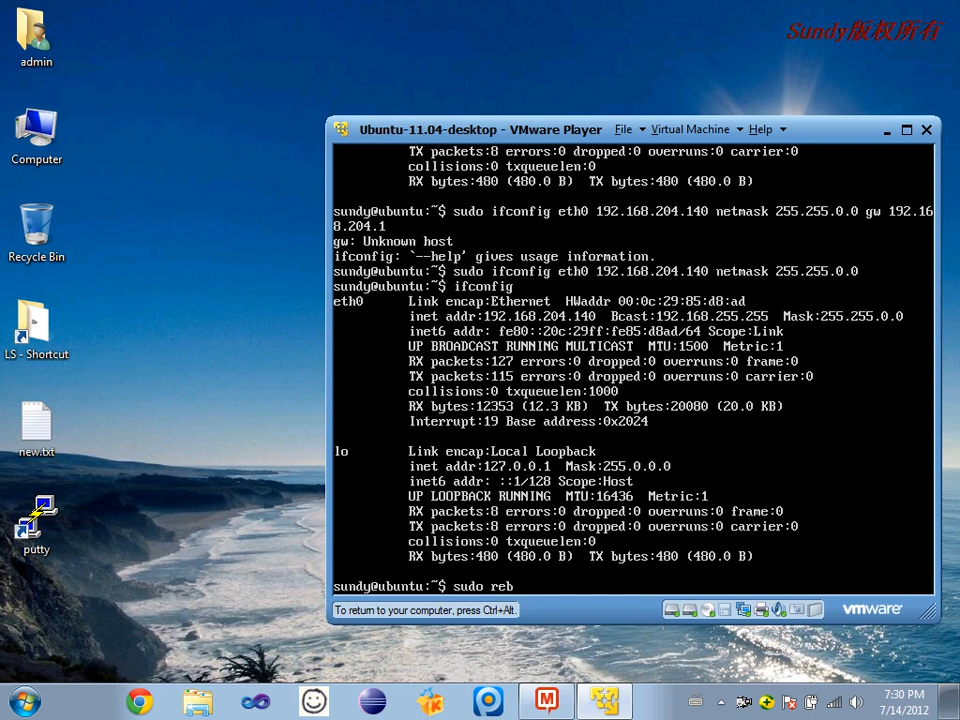 Sundy版权所有
admin
Computer
Recycle Bin
LS - Shortcut
new.txt
putty
Ubuntu-11.04-desktop - VMware Player File Virtual Machine Help
TX packets:8 errors:0 dropped:0 overruns:0 carrier:0
collisions:0 txqueuelen:0
RX bytes:480 (480.0 B) TX bytes:480 (480.0 B)
sundy@ubuntu:~$ sudo ifconfig eth0 192.168.204.140 netmask 255.255.0.0 gw 192.16
8.204.1
gw: Unknown host
ifconfig: `--help' gives usage information.
sundy@ubuntu:~$ sudo ifconfig eth0 192.168.204.140 netmask 255.255.0.0
sundy@ubuntu:~$ ifconfig
eth0 Link encap:Ethernet HWaddr 00:0c:29:85:d8:ad
inet addr:192.168.204.140 Bcast:192.168.255.255 Mask:255.255.0.0
inet6 addr: fe80::20c:29ff:fe85:d8ad/64 Scope:Link
UP BROADCAST RUNNING MULTICAST MTU:1500 Metric:1
RX packets:127 errors:0 dropped:0 overruns:0 frame:0
TX packets:115 errors:0 dropped:0 overruns:0 carrier:0
collisions:0 txqueuelen:1000
RX bytes:12353 (12.3 KB) TX bytes:20080 (20.0 KB)
Interrupt:19 Base address:0x2024
lo Link encap:Local Loopback
inet addr:127.0.0.1 Mask:255.0.0.0
inet6 addr: ::1/128 Scope:Host
UP LOOPBACK RUNNING MTU:16436 Metric:1
RX packets:8 errors:0 dropped:0 overruns:0 frame:0
TX packets:8 errors:0 dropped:0 overruns:0 carrier:0
collisions:0 txqueuelen:0
RX bytes:480 (480.0 B) TX bytes:480 (480.0 B)
sundy@ubuntu:~$ sudo reb
To return to your computer, press Ctrl+Alt.
vmware
7:30 PM
7/14/2012